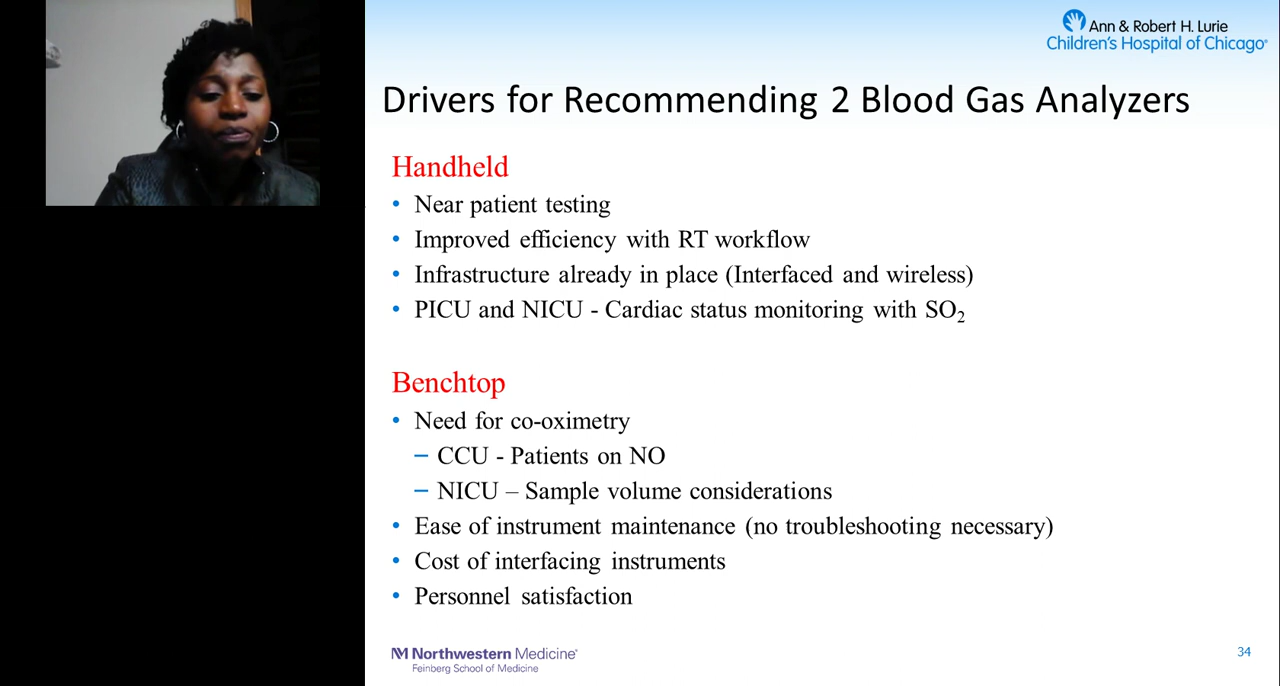 Ann & Robert H. Lurie
Children's Hospital of Chicago®
Drivers for Recommending 2 Blood Gas Analyzers
Handheld
• Near patient testing
• Improved efficiency with RT workflow
• Infrastructure already in place (Interfaced and wireless)
• PICU and NICU - Cardiac status monitoring with SO₂
Benchtop
• Need for co-oximetry
– CCU - Patients on NO
– NICU – Sample volume considerations
• Ease of instrument maintenance (no troubleshooting necessary)
• Cost of interfacing instruments
• Personnel satisfaction
NM Northwestern Medicine®
Feinberg School of Medicine
34